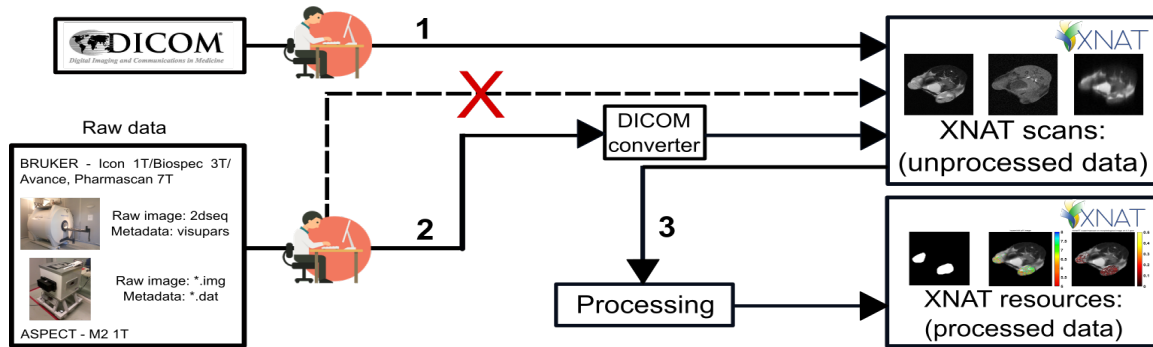 DICOM®
Digital Imaging and Communications in Medicine
1
XNAT
XNAT scans:
(unprocessed data)
DICOM
converter
Raw data
BRUKER - Icon 1T/Biospec 3T/
Avance, Pharmascan 7T
Raw image: 2dseq
Metadata: visupars
Raw image: *.img
Metadata: *.dat
ASPECT - M2 1T
2
3
Processing
XNAT
XNAT resources:
(processed data)